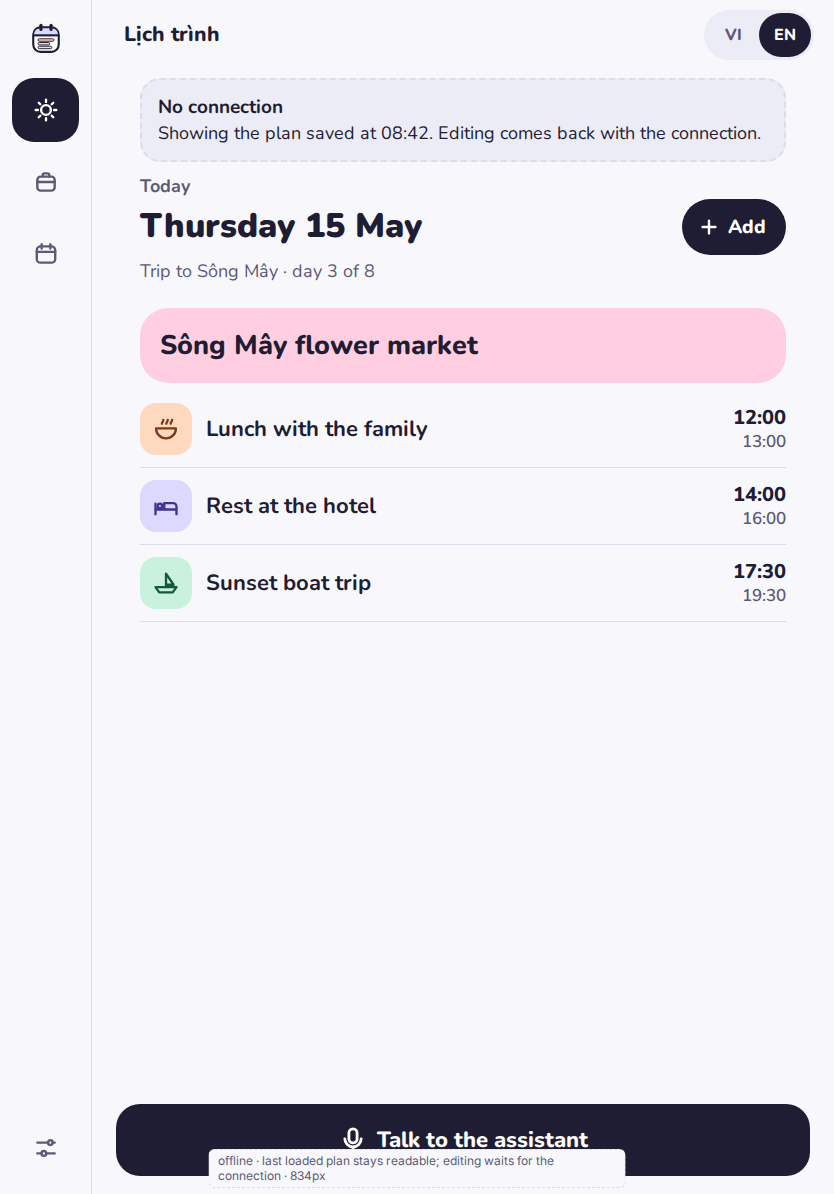 Lịch trình
VI
EN
No connection
Showing the plan saved at 08:42. Editing comes back with the connection.
Today
Thursday 15 May
Add
Trip to Sông Mây · day 3 of 8
Sông Mây flower market
Lunch with the family
12:00
13:00
Rest at the hotel
14:00
16:00
Sunset boat trip
17:30
19:30
Talk to the assistant
offline · last loaded plan stays readable; editing waits for the
connection · 834px